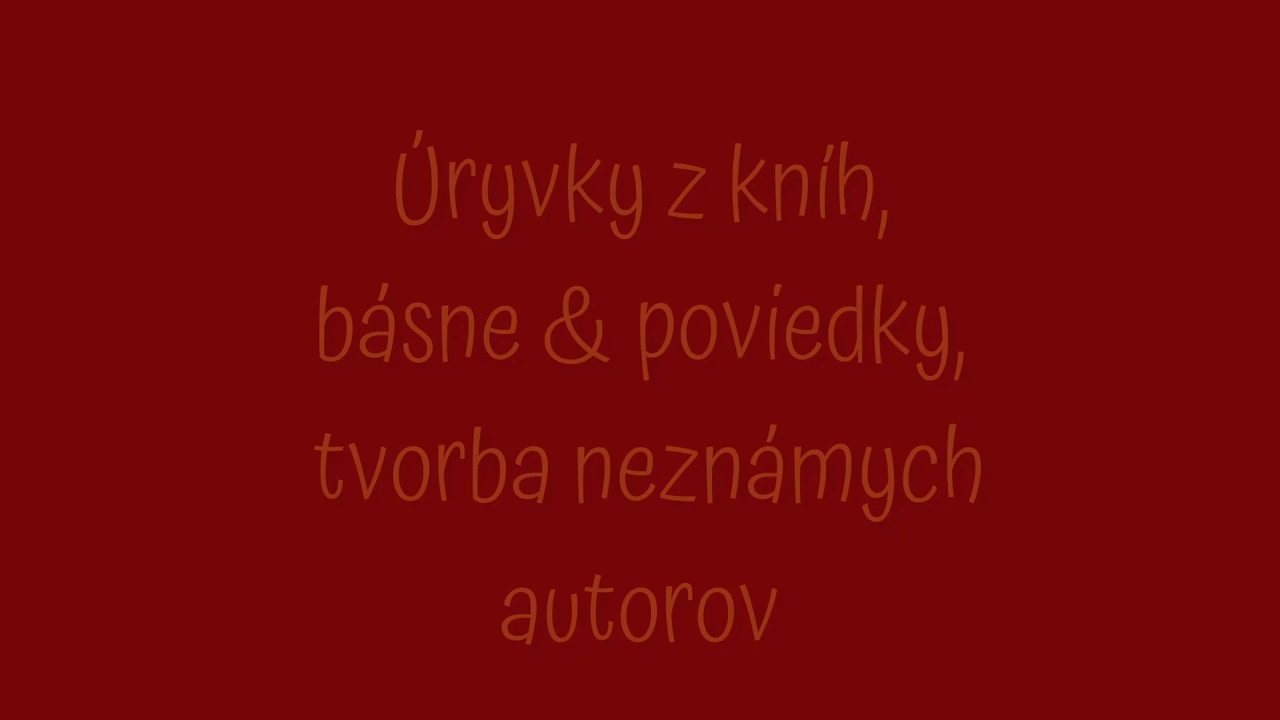 Úryvky z kníh,
básne & poviedky,
tvorba neznámych
autorov